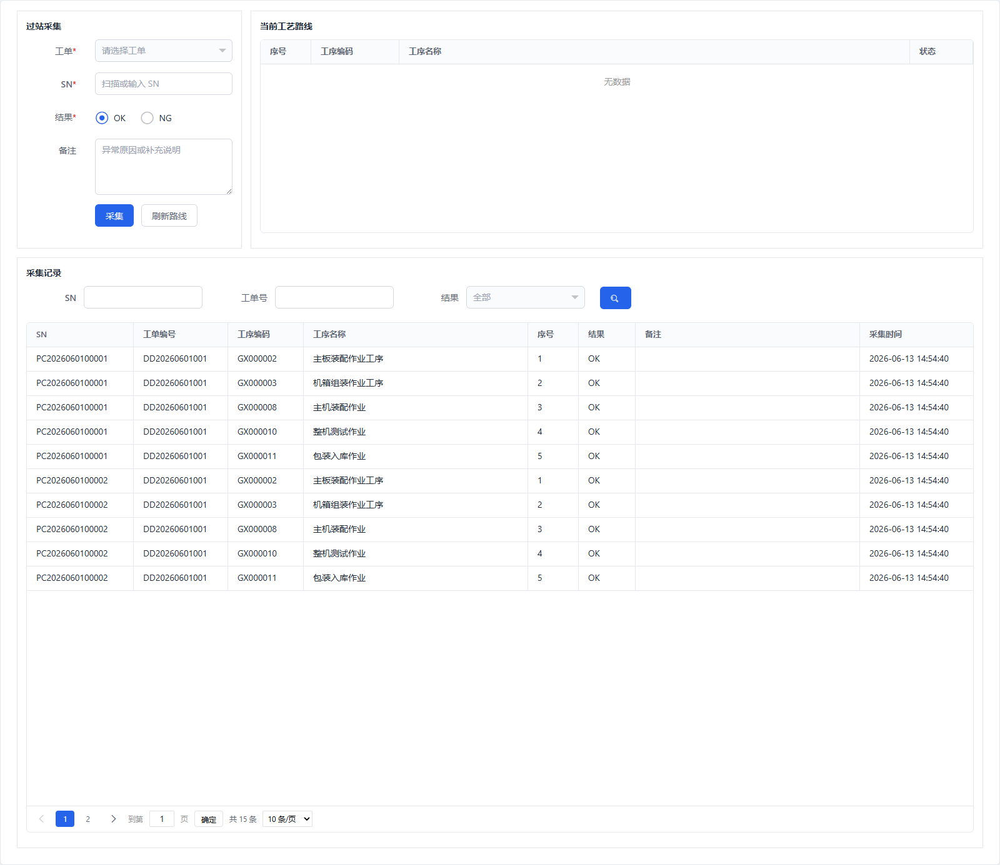 过站采集
工单*
请选择工单
SN*
扫描或输入 SN
结果*
OK
NG
备注
异常原因或补充说明
采集
刷新路线
当前工艺路线
序号 工序编码 工序名称 状态
无数据
采集记录
SN
工单号
结果 全部
SN 工单编号 工序编码 工序名称 序号 结果 备注 采集时间
PC2026060100001 DD20260601001 GX000002 主板装配作业工序 1 OK 2026-06-13 14:54:40
PC2026060100001 DD20260601001 GX000003 机箱组装作业工序 2 OK 2026-06-13 14:54:40
PC2026060100001 DD20260601001 GX000008 主机装配作业 3 OK 2026-06-13 14:54:40
PC2026060100001 DD20260601001 GX000010 整机测试作业 4 OK 2026-06-13 14:54:40
PC2026060100001 DD20260601001 GX000011 包装入库作业 5 OK 2026-06-13 14:54:40
PC2026060100002 DD20260601001 GX000002 主板装配作业工序 1 OK 2026-06-13 14:54:40
PC2026060100002 DD20260601001 GX000003 机箱组装作业工序 2 OK 2026-06-13 14:54:40
PC2026060100002 DD20260601001 GX000008 主机装配作业 3 OK 2026-06-13 14:54:40
PC2026060100002 DD20260601001 GX000010 整机测试作业 4 OK 2026-06-13 14:54:40
PC2026060100002 DD20260601001 GX000011 包装入库作业 5 OK 2026-06-13 14:54:40
1 2 到第 1 页 确定 共 15 条 10 条/页